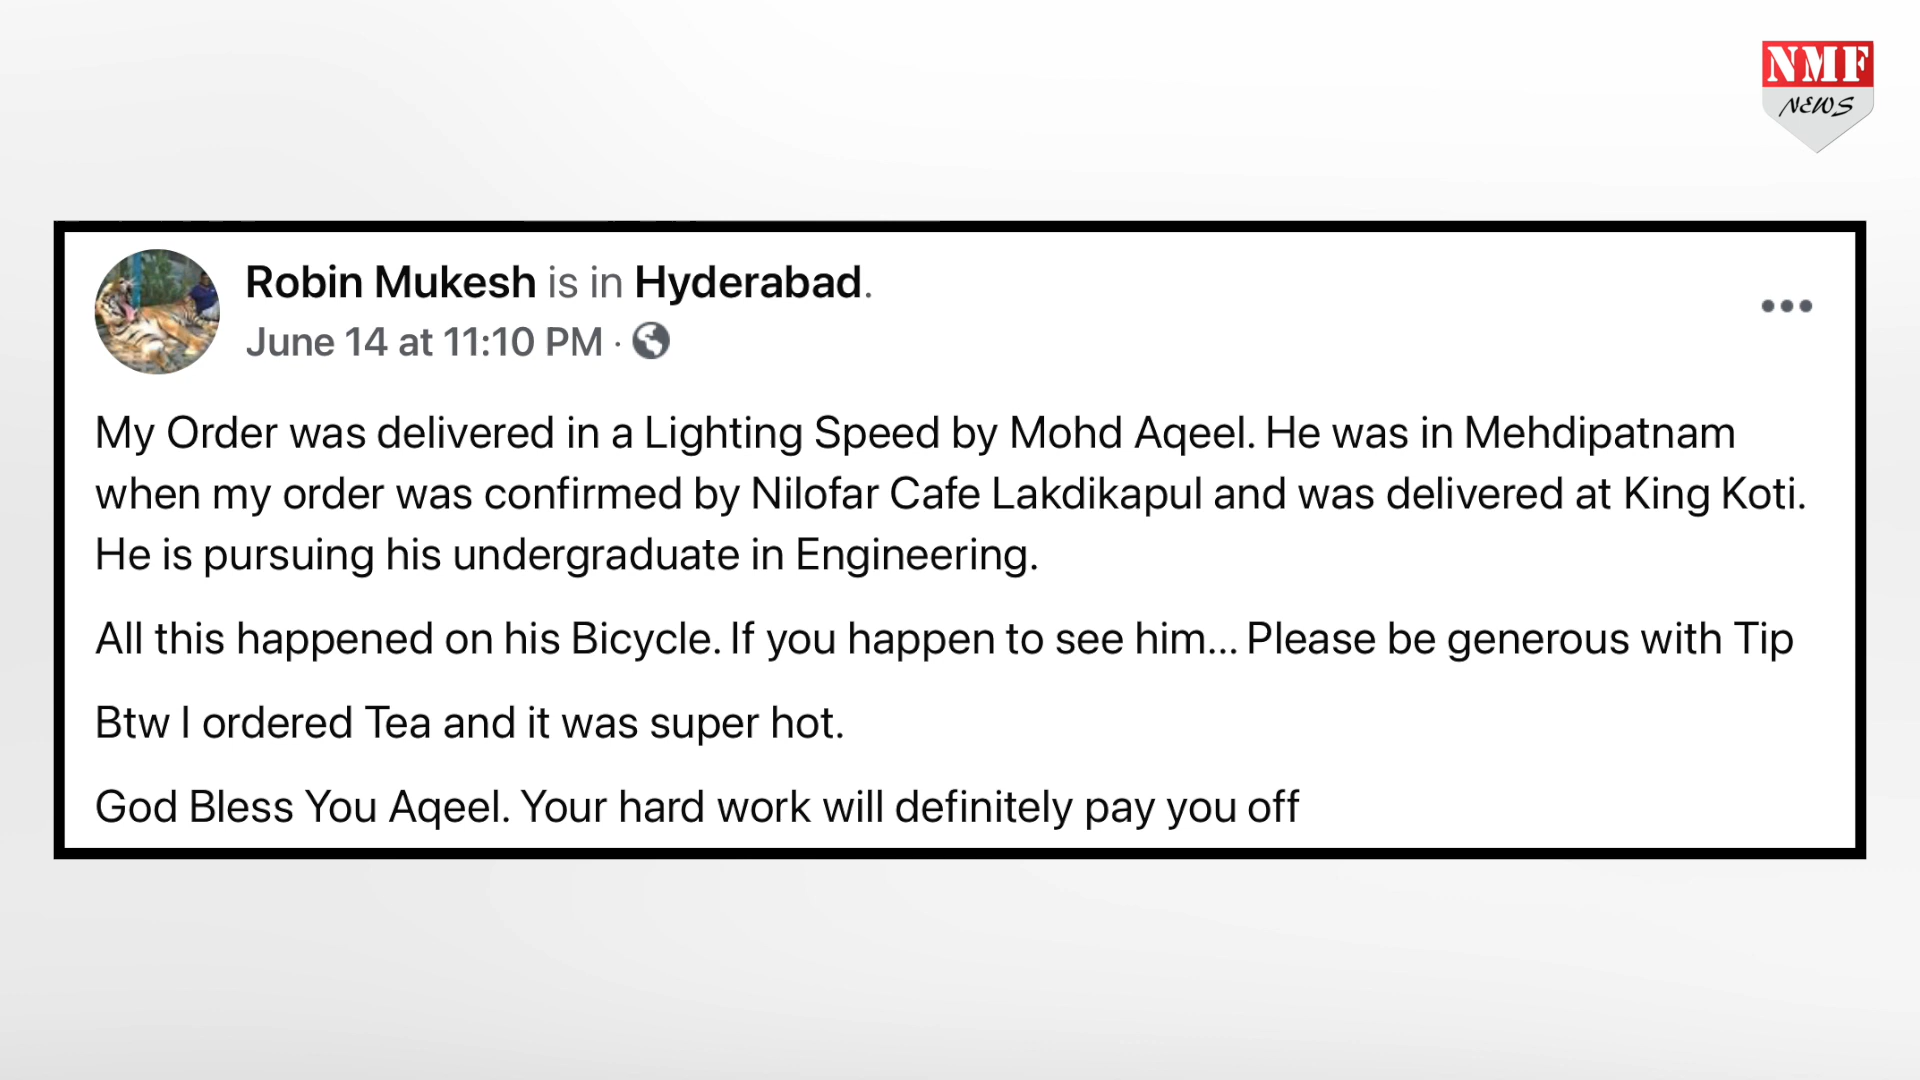 NMF
NEWS
Robin Mukesh is in Hyderabad.
June 14 at 11:10 PM ·
My Order was delivered in a Lighting Speed by Mohd Aqeel. He was in Mehdipatnam
when my order was confirmed by Nilofar Cafe Lakdikapul and was delivered at King Koti.
He is pursuing his undergraduate in Engineering.
All this happened on his Bicycle. If you happen to see him... Please be generous with Tip
Btw I ordered Tea and it was super hot.
God Bless You Aqeel. Your hard work will definitely pay you off